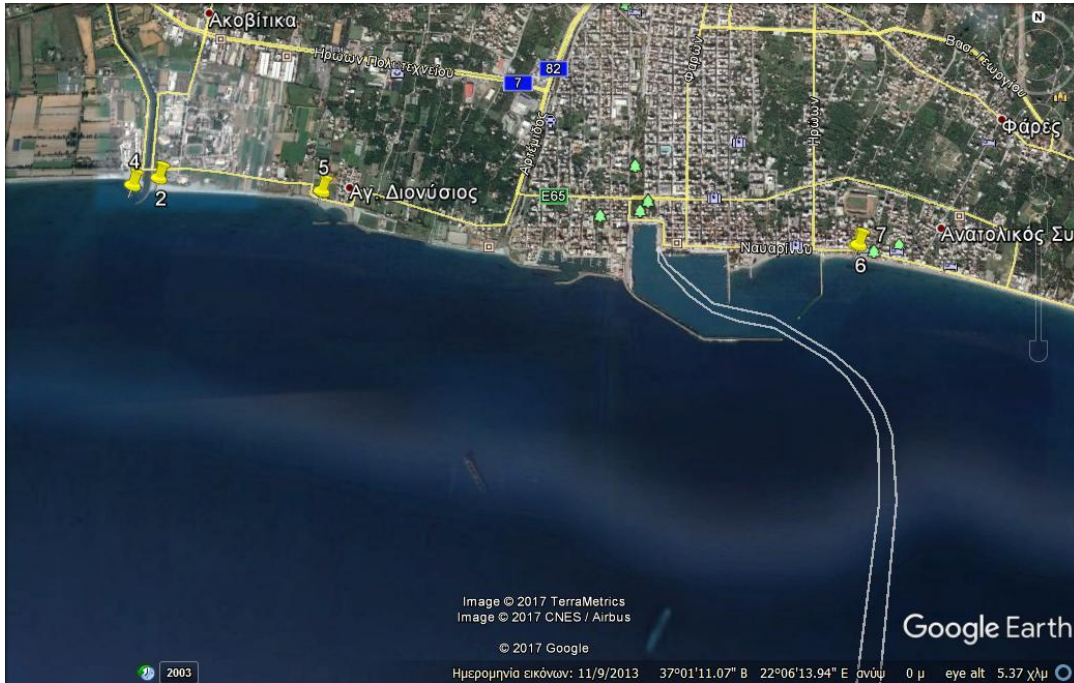 N
Ακοβίτικα
Ηρώων Πολυτεχνείου
7
82
Φαρών
Βασ. Γεωργίου
Φάρες
Ηρώων
Αρτέμιδος
4
2
5
Αγ. Διονύσιος
E65
Ναυαρίνου
7
6
Ανατολικός Συ
Image © 2017 TerraMetrics
Image © 2017 CNES / Airbus
© 2017 Google
Google Earth
2003
Ημερομηνία εικόνων: 11/9/2013 37°01'11.07" Β 22°06'13.94" Ε ανύψ 0 μ eye alt 5.37 χλμ